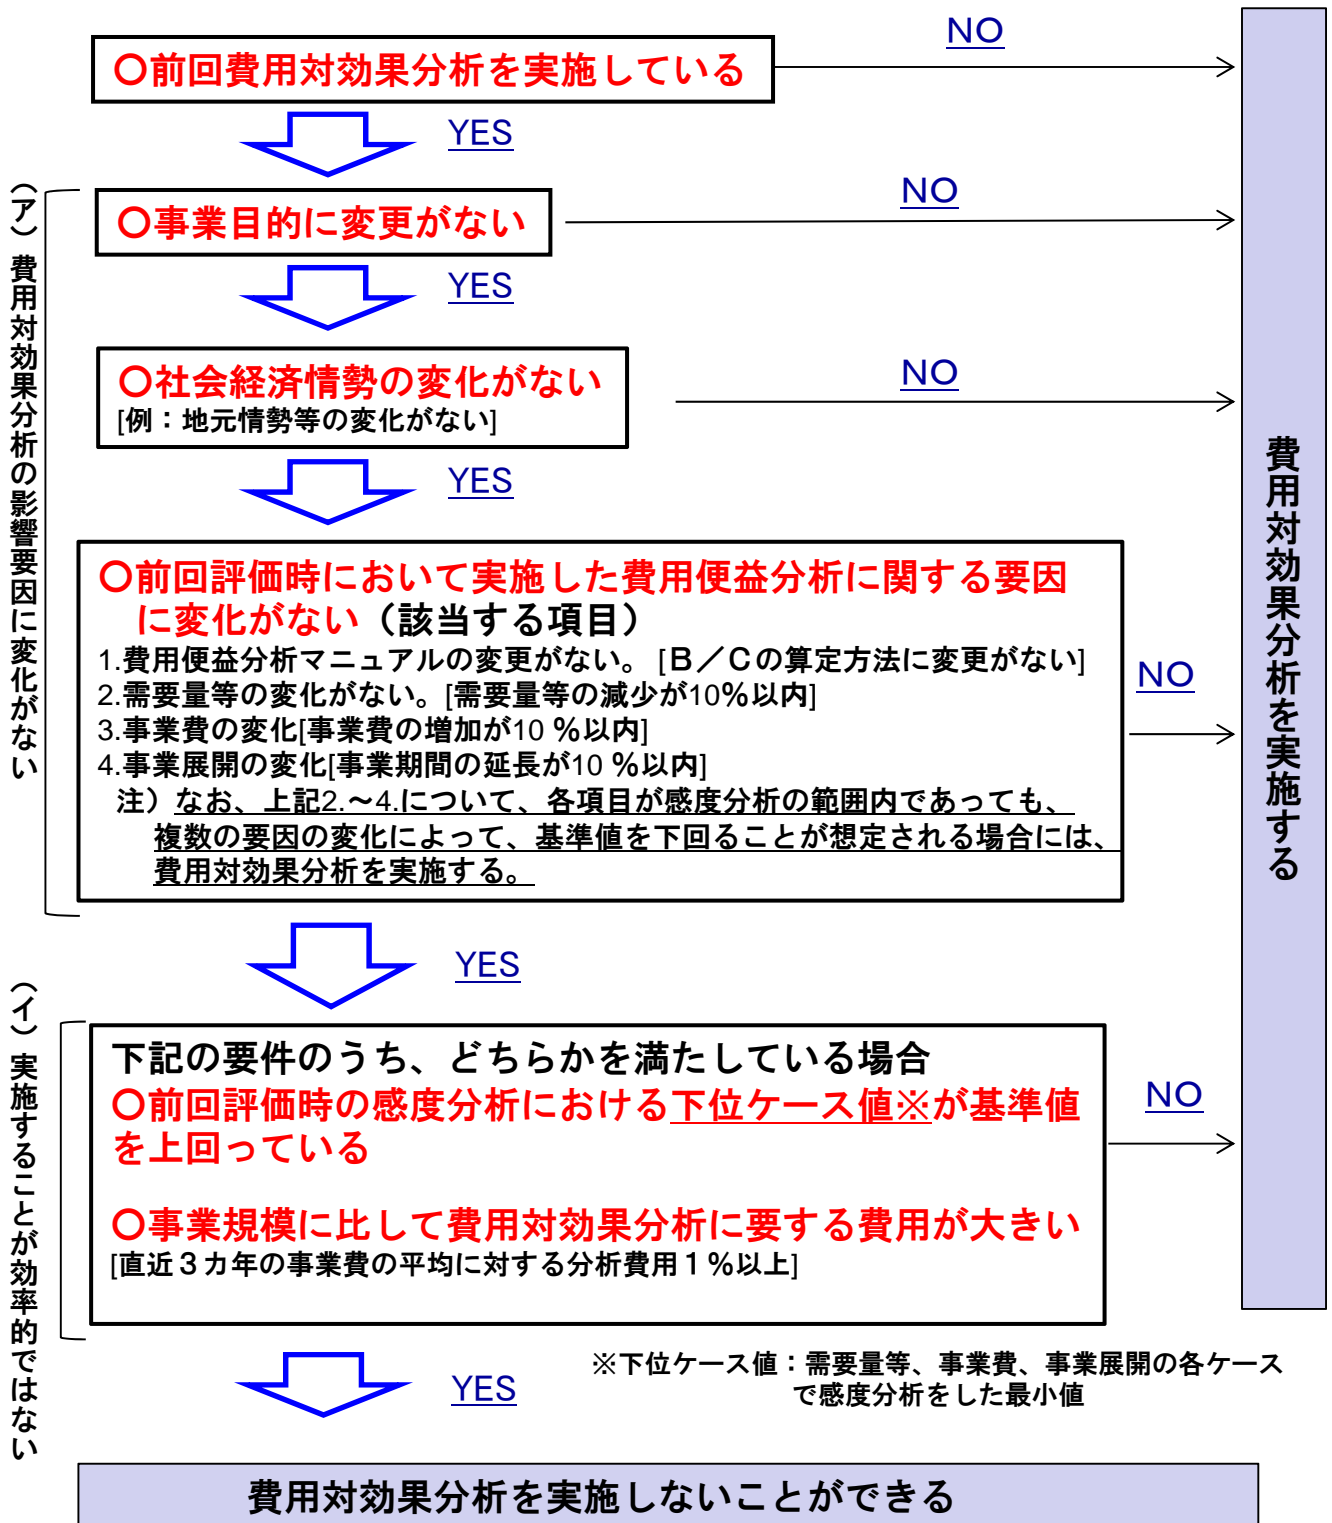 〇前回費用対効果分析を実施している
NO
YES
（ア）費用対効果分析の影響要因に変化がない
〇事業目的に変更がない
NO
YES
〇社会経済情勢の変化がない
[例：地元情勢等の変化がない]
NO
YES
〇前回評価時において実施した費用便益分析に関する要因
に変化がない（該当する項目）
1.費用便益分析マニュアルの変更がない。[Ｂ／Ｃの算定方法に変更がない]
2.需要量等の変化がない。[需要量等の減少が10％以内]
3.事業費の変化[事業費の増加が10％以内]
4.事業展開の変化[事業期間の延長が10％以内]
注）なお、上記2.～4.について、各項目が感度分析の範囲内であっても、
複数の要因の変化によって、基準値を下回ることが想定される場合には、
費用対効果分析を実施する。
NO
費用対効果分析を実施する
YES
（イ）実施することが効率的ではない
下記の要件のうち、どちらかを満たしている場合
〇前回評価時の感度分析における下位ケース値※が基準値
を上回っている
〇事業規模に比して費用対効果分析に要する費用が大きい
[直近３カ年の事業費の平均に対する分析費用１％以上]
NO
YES
※下位ケース値：需要量等、事業費、事業展開の各ケース
で感度分析をした最小値
費用対効果分析を実施しないことができる